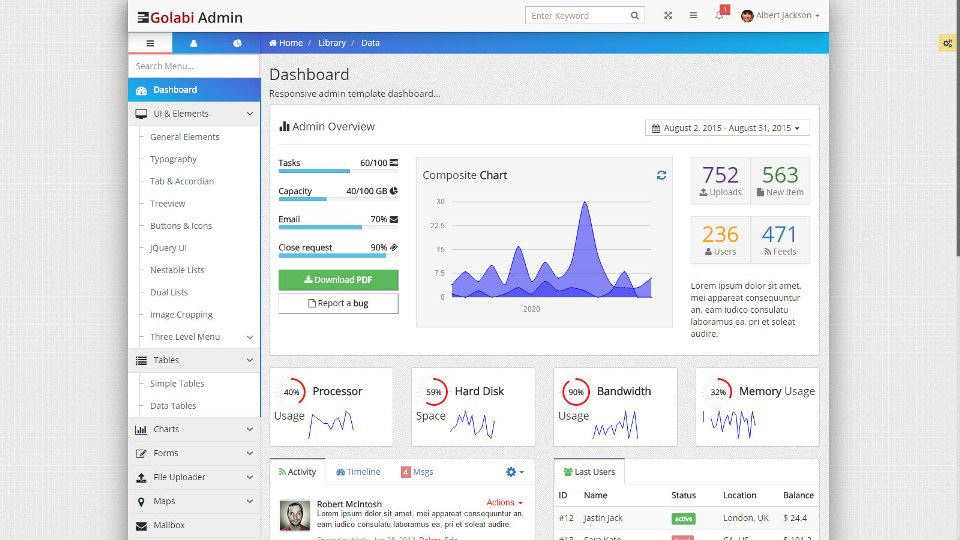 Golabi Admin
Enter Keyword
1
Albert Jackson
Home / Library / Data
Search Menu...
Dashboard
UI & Elements
General Elements
Typography
Tab & Accordian
Treeview
Buttons & Icons
jQuery UI
Nestable Lists
Dual Lists
Image Cropping
Three Level Menu
Tables
Simple Tables
Data Tables
Charts
Forms
File Uploader
Maps
Mailbox
Dashboard
Responsive admin template dashboard...
Admin Overview
August 2, 2015 - August 31, 2015
Tasks 60/100
Capacity 40/100 GB
Email 70%
Close request 90%
Download PDF
Report a bug
Composite Chart
30
22.5
15
7.5
0
2020
752
Uploads
563
New Item
236
Users
471
Feeds
Lorem ipsum dolor sit amet,
mei appareat consequuntur
an, eam iudico consulatu
laboramus ea, pri et soleat
audire.
40% Processor
Usage
59% Hard Disk
Space
90% Bandwidth
Usage
32% Memory Usage
Activity
Timeline
4 Msgs
Robert McIntosh
Actions
Lorem ipsum dolor sit amet, mei appareat consequuntur an,
eam iudico consulatu laboramus ea, pri et soleat audire.
Last Users
ID Name Status Location Balance
#12 Jastin Jack active London, UK $ 24.4